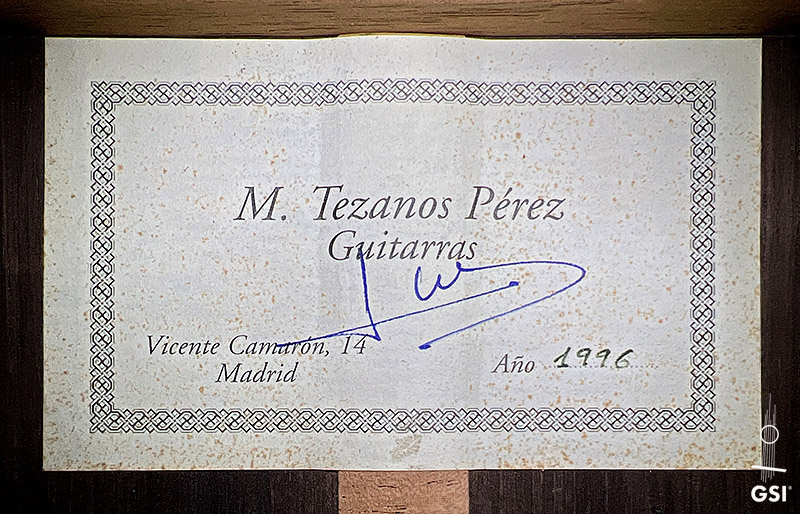 M. Tezanos Pérez
Guitarras
Vicente Camarón, 14
Madrid
Año 1996
GSI